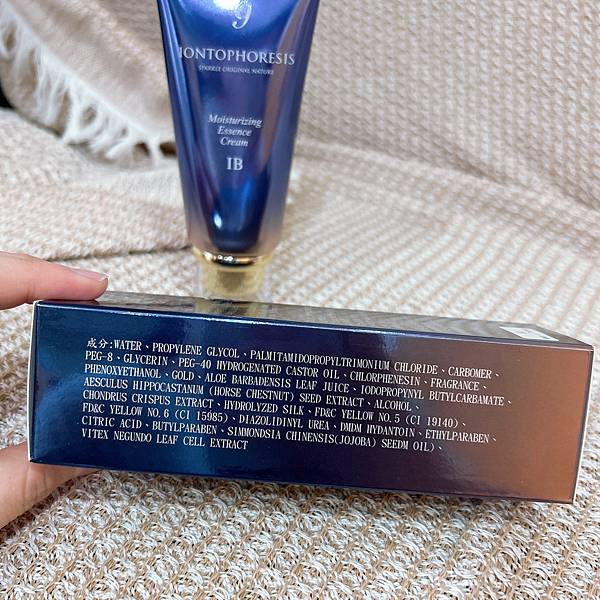 9
IONTOPHORESIS
SPARKLE ORIGINAL NATURE
Moisturizing
Essence
Cream
IB
成分:WATER、PROPYLENE GLYCOL、PALMITAMIDOPROPYLTRIMONIUM CHLORIDE、CARBOMER、
PEG-8、GLYCERIN、PEG-40 HYDROGENATED CASTOR OIL、CHLORPHENESIN、FRAGRANCE、
PHENOXYETHANOL、GOLD、ALOE BARBADENSIS LEAF JUICE、IODOPROPYNYL BUTYLCARBAMATE、
AESCULUS HIPPOCASTANUM (HORSE CHESTNUT) SEED EXTRACT、ALCOHOL、
CHONDRUS CRISPUS EXTRACT、HYDROLYZED SILK、FD&C YELLOW NO.5 (CI 19140)、
FD&C YELLOW NO.6 (CI 15985)、DIAZOLIDINYL UREA、DMDM HYDANTOIN、ETHYLPARABEN、
CITRIC ACID、BUTYLPARABEN、SIMMONDSIA CHINENSIS(JOJOBA) SEEDM OIL)、
VITEX NEGUNDO LEAF CELL EXTRACT